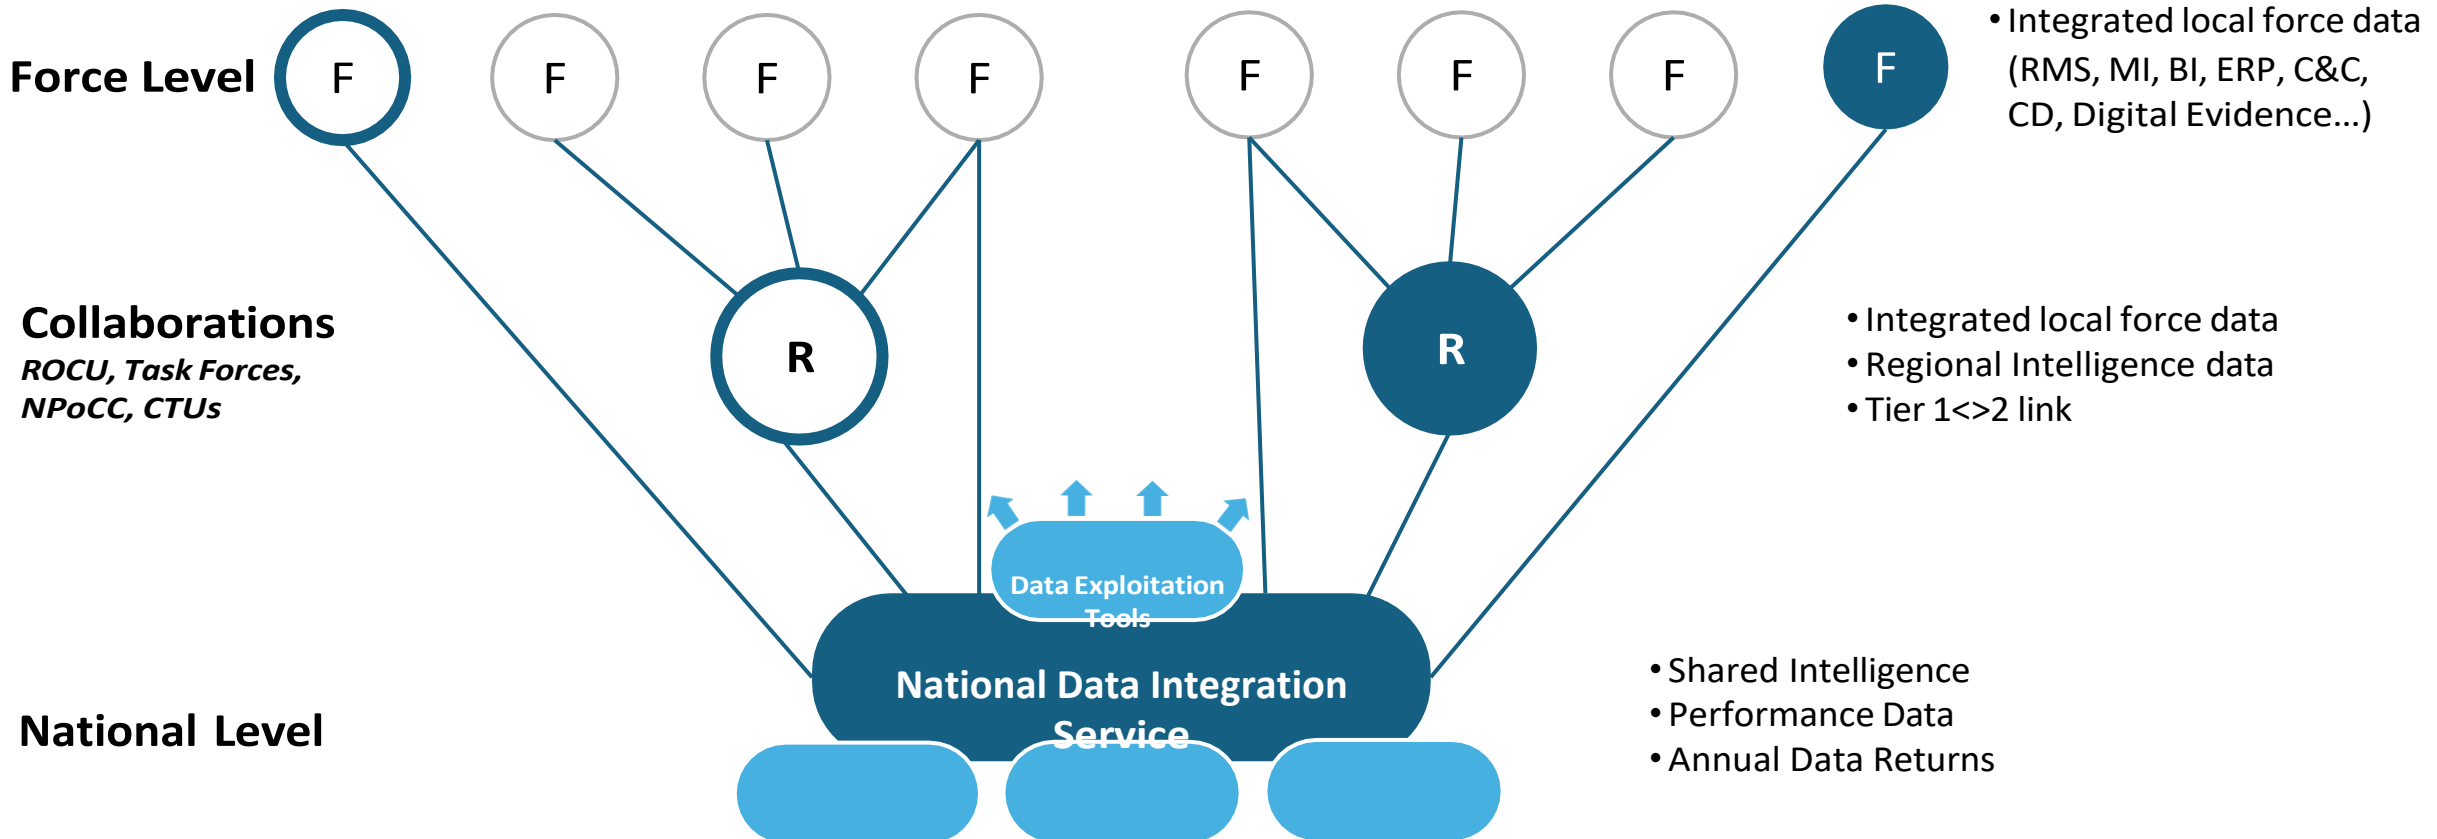 Force Level
F
F
F
F
F
F
F
F
• Integrated local force data
(RMS, MI, BI, ERP, C&C,
CD, Digital Evidence...)
Collaborations
ROCU, Task Forces,
NPoCC, CTUs
R
R
• Integrated local force data
• Regional Intelligence data
• Tier 1<>2 link
Data Exploitation
Tools
National Data Integration
Service
National Level
• Shared Intelligence
• Performance Data
• Annual Data Returns